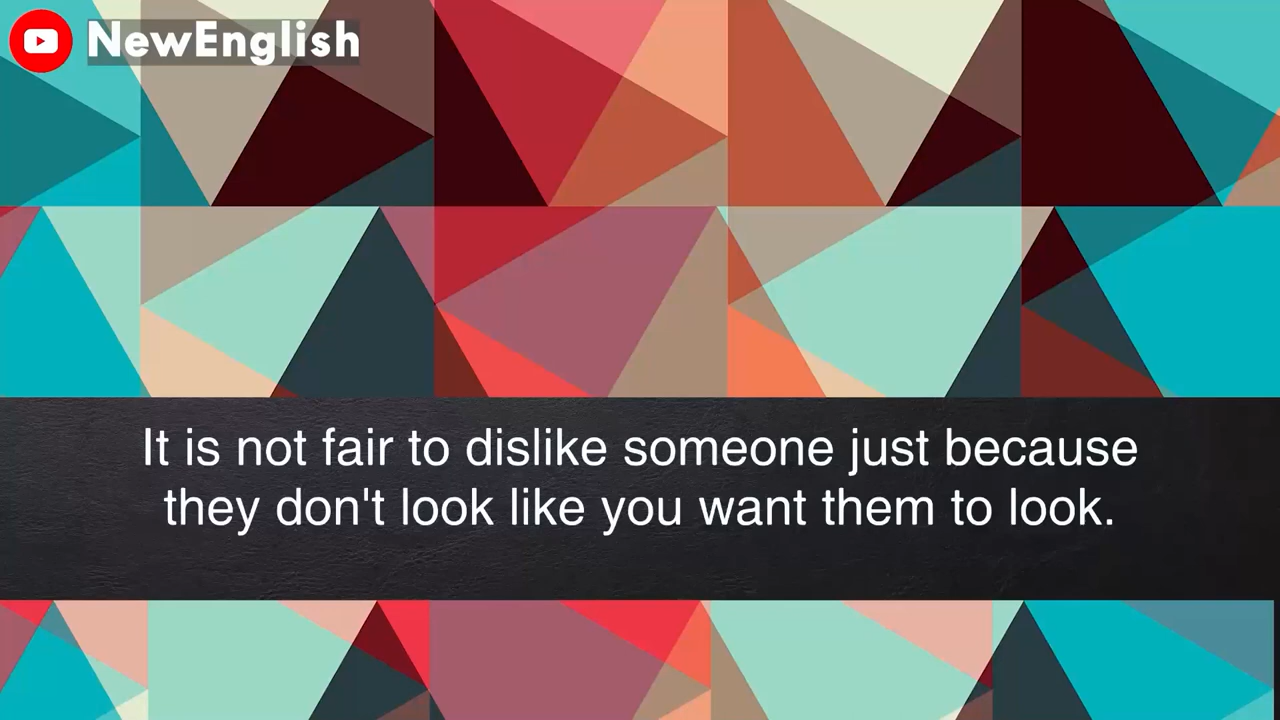 NewEnglish
It is not fair to dislike someone just because
they don't look like you want them to look.